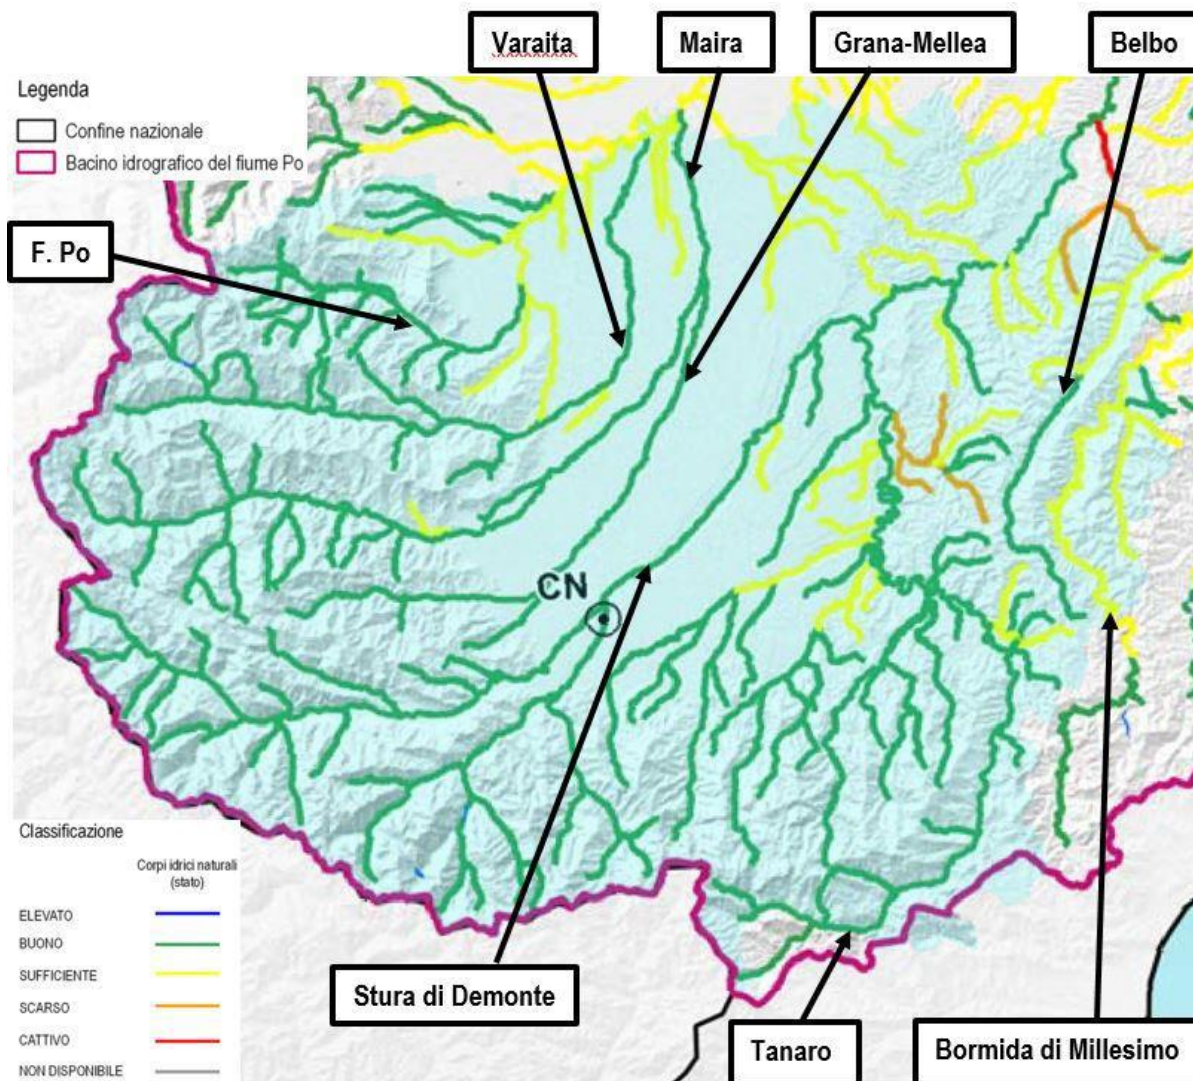 Varaita
Maira
Grana-Mellea
Belbo
Legenda
Confine nazionale
Bacino idrografico del fiume Po
F. Po
CN
Classificazione
Corpi idrici naturali
(stato)
ELEVATO
BUONO
SUFFICIENTE
SCARSO
CATTIVO
NON DISPONIBILE
Stura di Demonte
Tanaro
Bormida di Millesimo